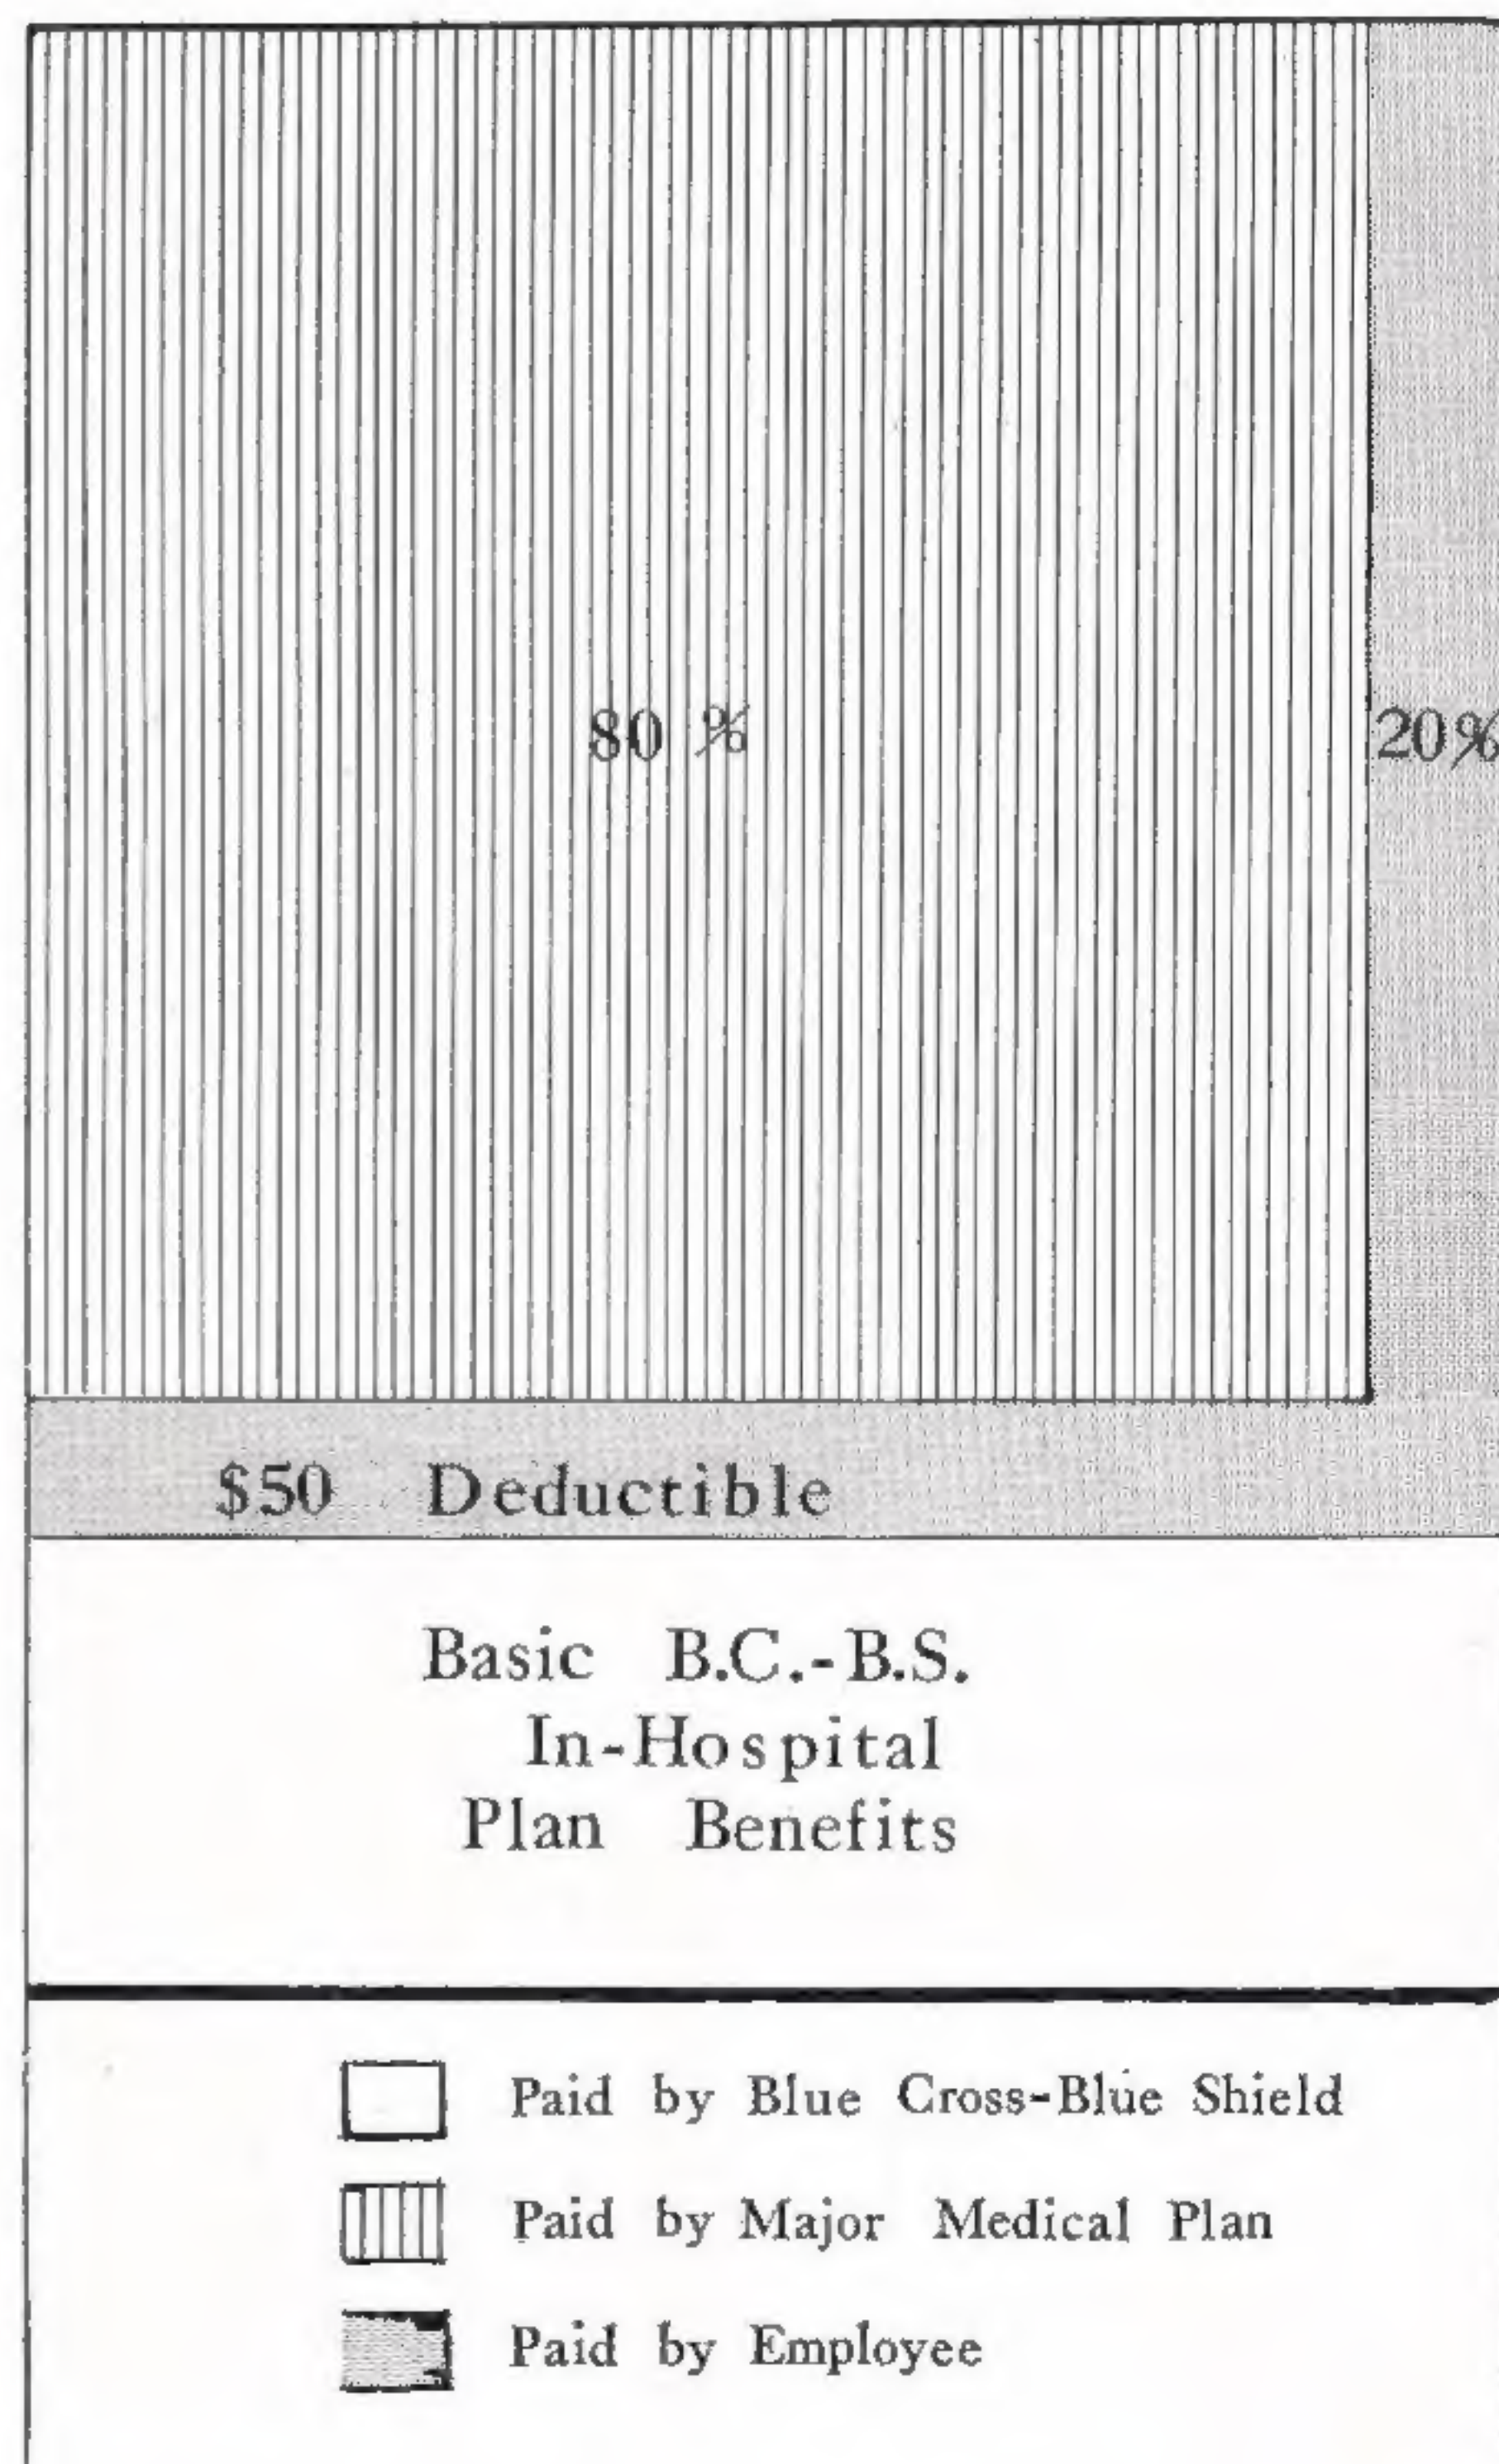 80 %
20%
$50 Deductible
Basic B.C.-B.S.
In-Hospital
Plan Benefits
Paid by Blue Cross-Blue Shield
Paid by Major Medical Plan
Paid by Employee